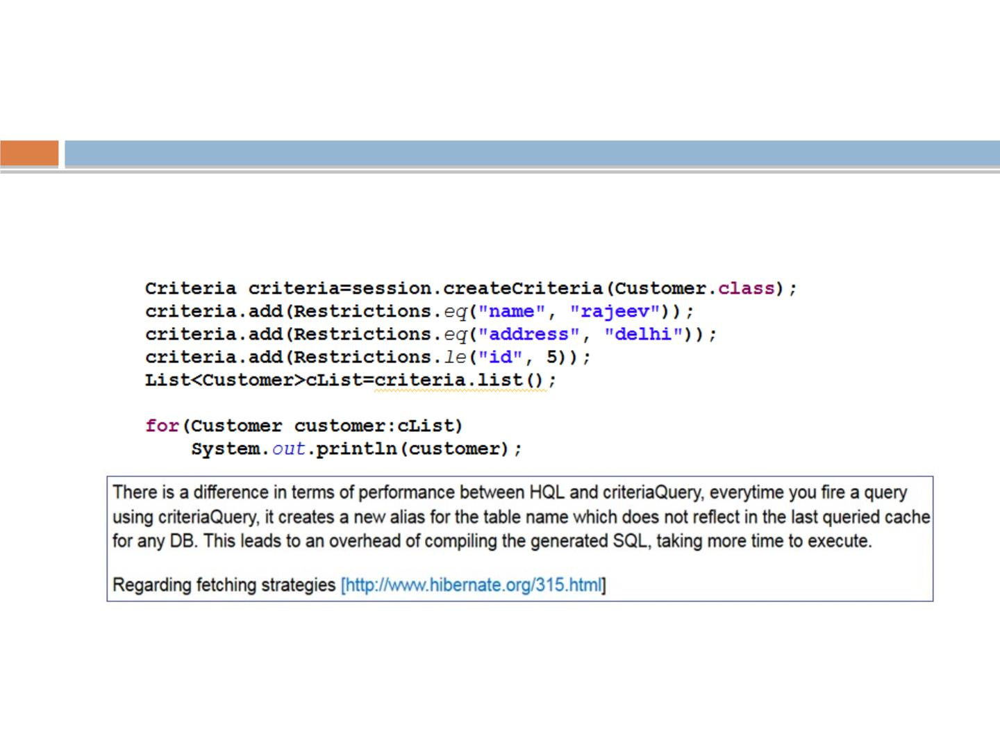 Criteria criteria=session.createCriteria(Customer.class);
criteria.add(Restrictions.eq("name", "rajeev"));
criteria.add(Restrictions.eq("address", "delhi"));
criteria.add(Restrictions.le("id", 5));
List<Customer>cList=criteria.list();
for(Customer customer:cList)
System.out.println(customer);
There is a difference in terms of performance between HQL and criteriaQuery, everytime you fire a query
using criteriaQuery, it creates a new alias for the table name which does not reflect in the last queried cache
for any DB. This leads to an overhead of compiling the generated SQL, taking more time to execute.
Regarding fetching strategies [http://www.hibernate.org/315.html]